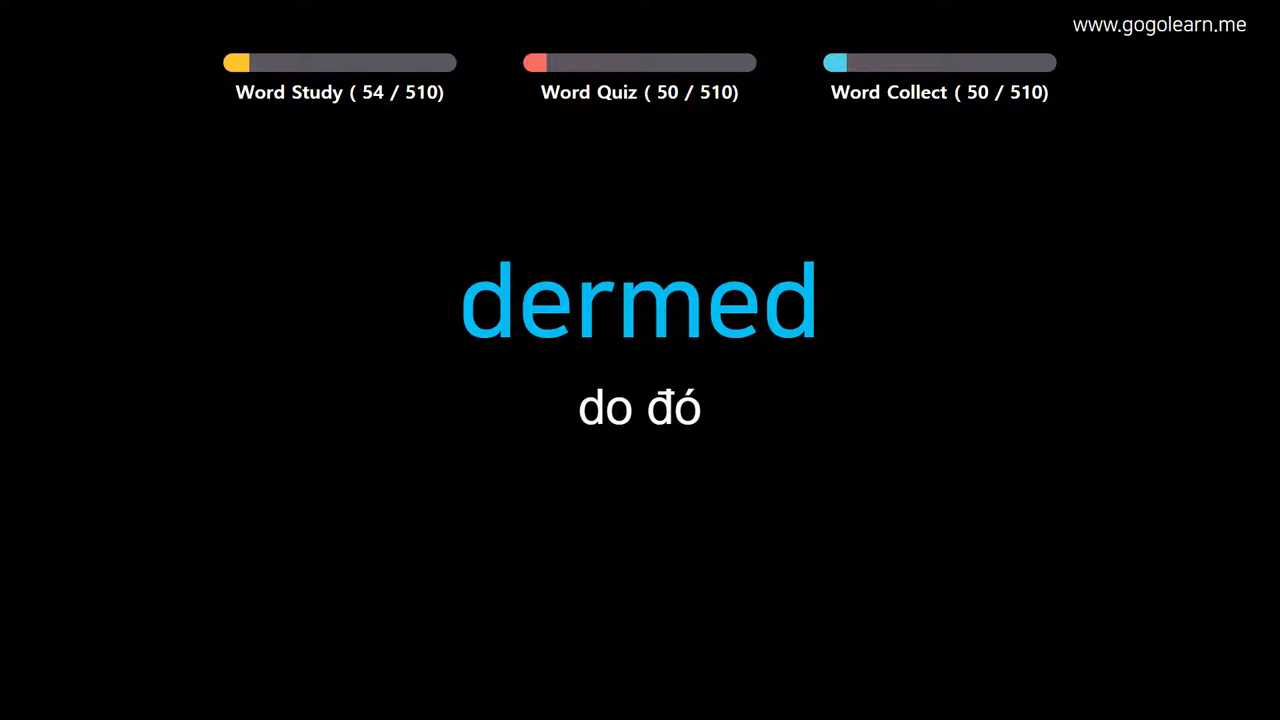 www.gogolearn.me
Word Study ( 54 / 510)
Word Quiz ( 50 / 510)
Word Collect ( 50 / 510)
dermed
do đó